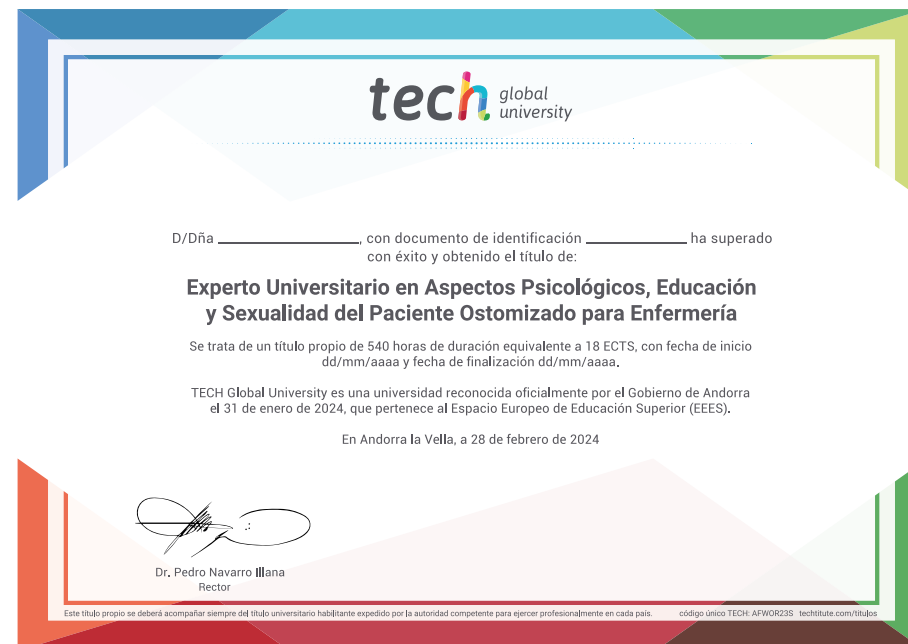 tech global university
D/Dña ____________________, con documento de identificación ______________ ha superado
con éxito y obtenido el título de:
Experto Universitario en Aspectos Psicológicos, Educación
y Sexualidad del Paciente Ostomizado para Enfermería
Se trata de un título propio de 540 horas de duración equivalente a 18 ECTS, con fecha de inicio
dd/mm/aaaa y fecha de finalización dd/mm/aaaa.
TECH Global University es una universidad reconocida oficialmente por el Gobierno de Andorra
el 31 de enero de 2024, que pertenece al Espacio Europeo de Educación Superior (EEES).
En Andorra la Vella, a 28 de febrero de 2024
Dr. Pedro Navarro Illana
Rector
Este título propio se deberá acompañar siempre del título universitario habilitante expedido por la autoridad competente para ejercer profesionalmente en cada país. código único TECH: AFWOR23S techtitute.com/titulos